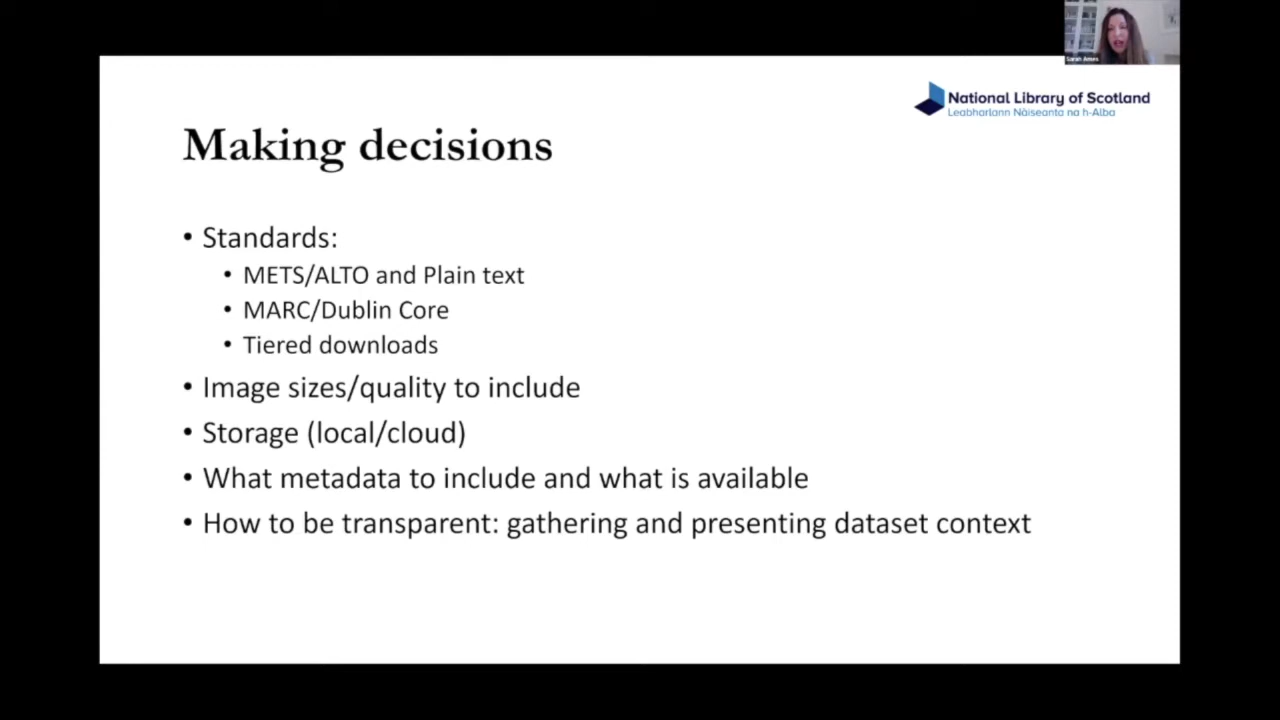 Sarah Ames
National Library of Scotland
Leabharlann Nàiseanta na h-Alba
Making decisions
• Standards:
• METS/ALTO and Plain text
• MARC/Dublin Core
• Tiered downloads
• Image sizes/quality to include
• Storage (local/cloud)
• What metadata to include and what is available
• How to be transparent: gathering and presenting dataset context